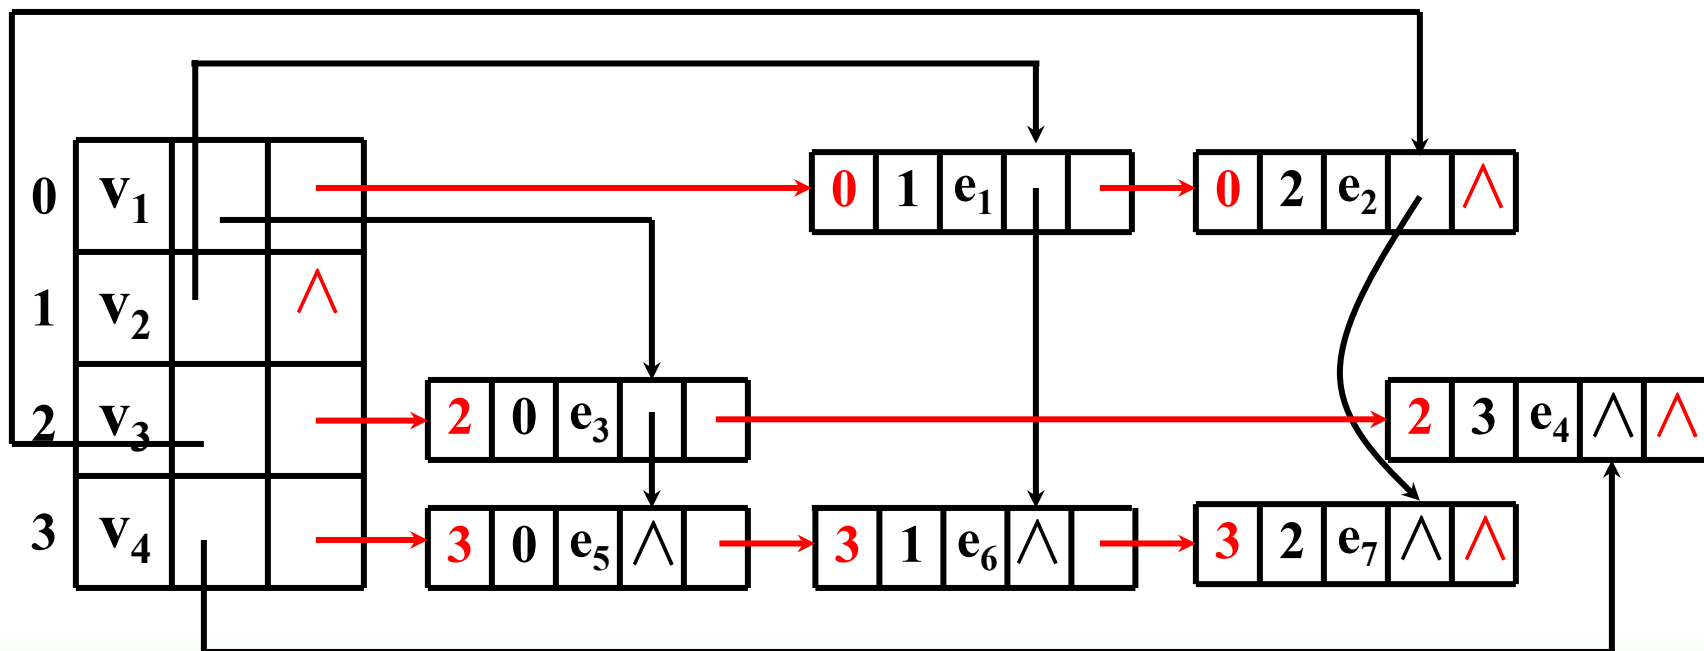 0 v₁ 0 1 e₁ 0 2 e₂ ∧
1 v₂ ∧
2 v₃ 2 0 e₃ 2 3 e₄ ∧ ∧
3 v₄ 3 0 e₅ ∧ 3 1 e₆ ∧ 3 2 e₇ ∧ ∧